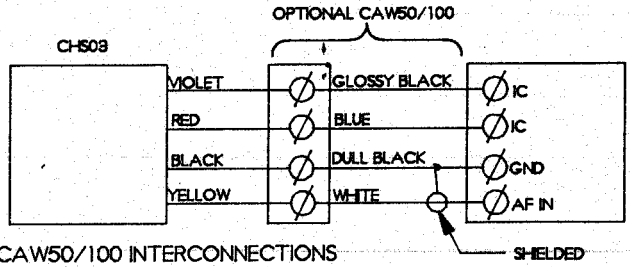 OPTIONAL CAW50/100
CHS03
VIOLET GLOSSY BLACK IC
RED BLUE IC
BLACK DULL BLACK GND
YELLOW WHITE AF IN
CAW50/100 INTERCONNECTIONS SHIELDED